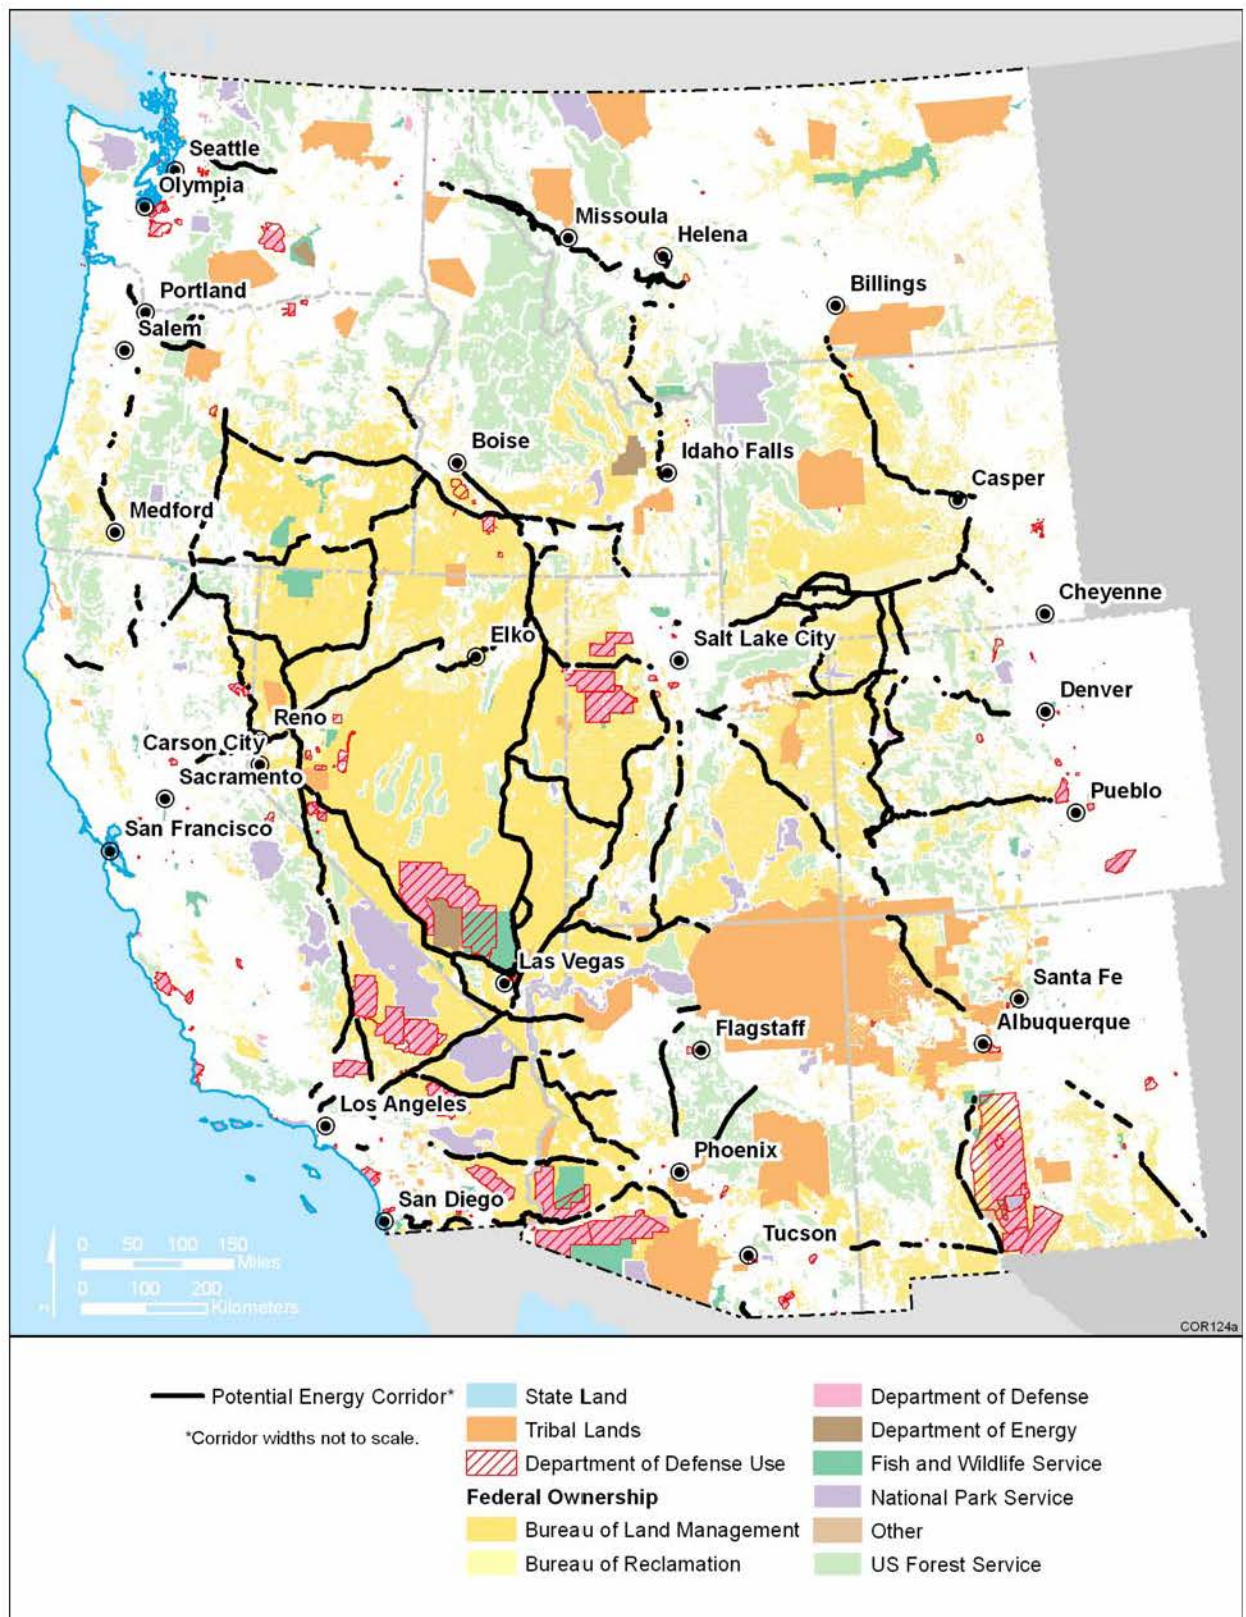 Seattle
Olympia
Missoula
Helena
Portland
Billings
Salem
Boise
Idaho Falls
Casper
Medford
Cheyenne
Elko
Salt Lake City
Denver
Reno
Carson City
Sacramento
Pueblo
San Francisco
Las Vegas
Santa Fe
Flagstaff
Albuquerque
Los Angeles
Phoenix
San Diego
Tucson
0 50 100 150
Miles
0 100 200
Kilometers
COR124a
Potential Energy Corridor*
*Corridor widths not to scale.
State Land
Tribal Lands
Department of Defense Use
Federal Ownership
Bureau of Land Management
Bureau of Reclamation
Department of Defense
Department of Energy
Fish and Wildlife Service
National Park Service
Other
US Forest Service